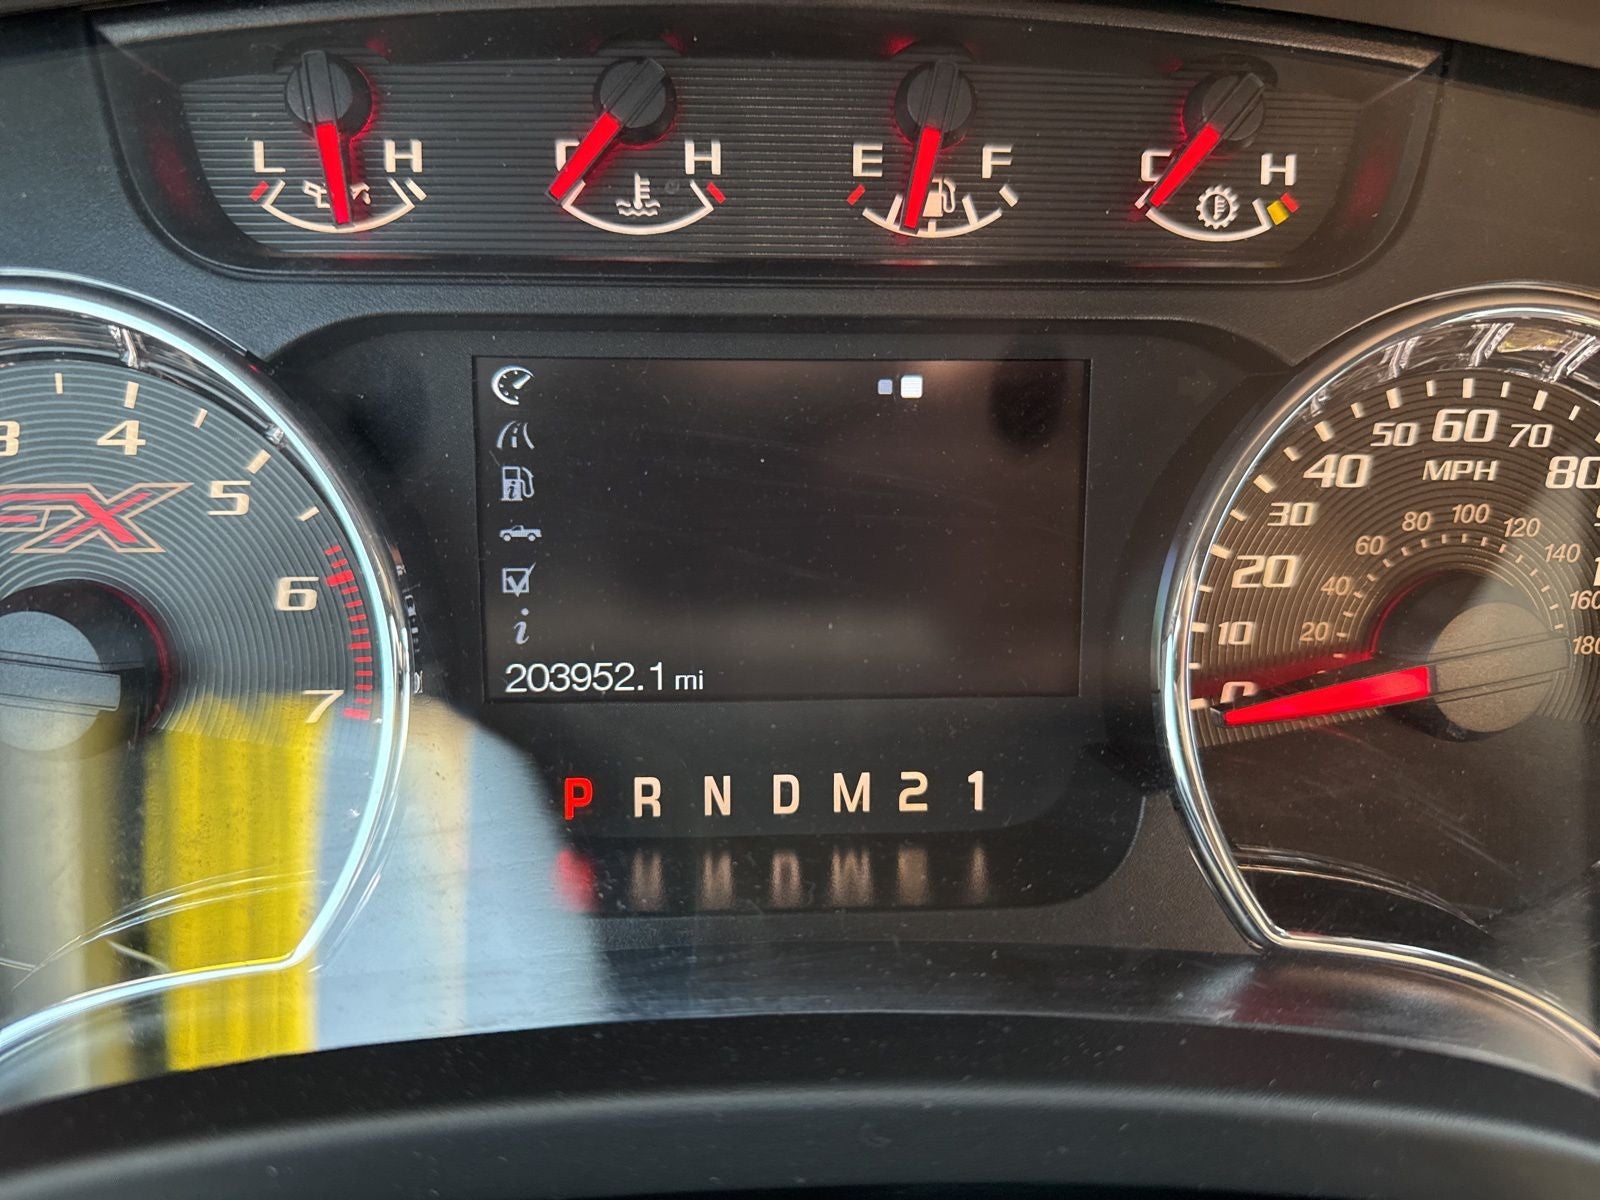 L H H E F C H
3 4 5 6 7
FX
203952.1 mi
P R N D M 2 1
0 10 20 30 40 50 60 70 80
MPH
20 40 60 80 100 120 140 160 180